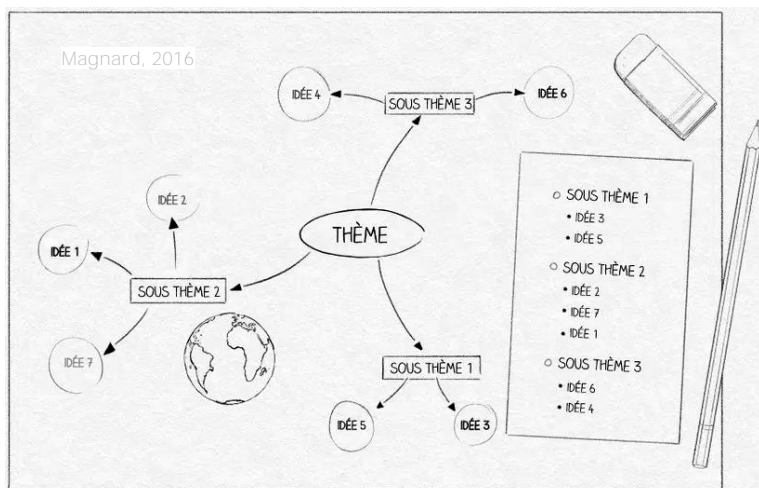 Magnard, 2016
IDÉE 4
SOUS THÈME 3
IDÉE 6
IDÉE 2
THÈME
IDÉE 1
SOUS THÈME 2
IDÉE 7
SOUS THÈME 1
IDÉE 5
IDÉE 3
SOUS THÈME 1
• IDÉE 3
• IDÉE 5
SOUS THÈME 2
• IDÉE 2
• IDÉE 7
• IDÉE 1
SOUS THÈME 3
• IDÉE 6
• IDÉE 4